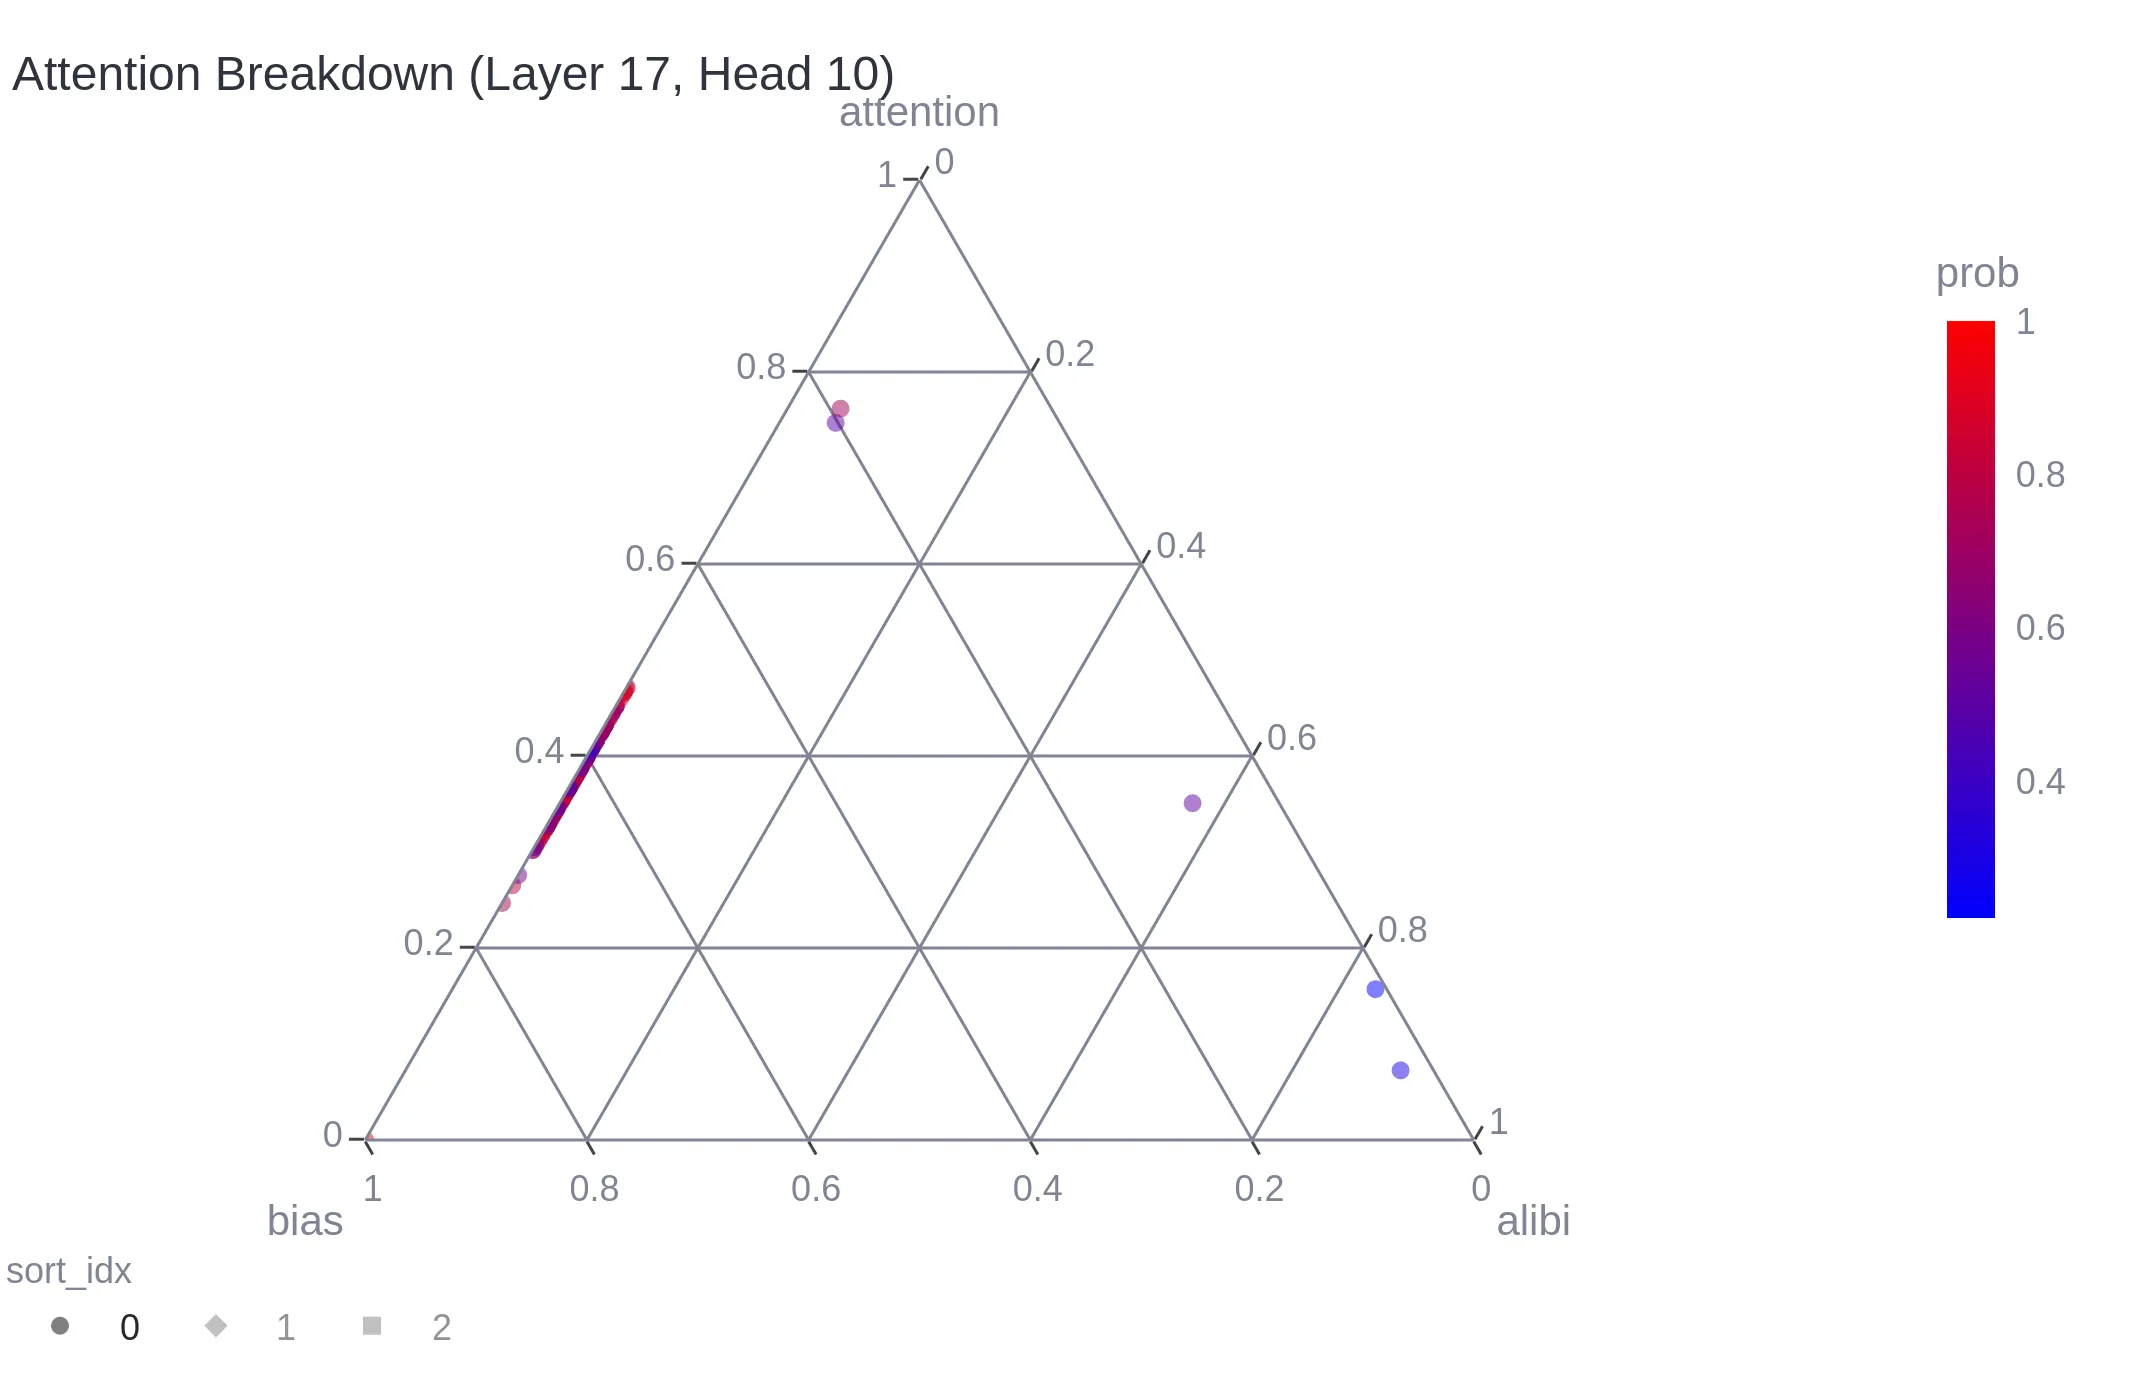 Attention Breakdown (Layer 17, Head 10)
attention
1 0
0.8 0.2
0.6 0.4
0.4 0.6
0.2 0.8
0 1
1 0.8 0.6 0.4 0.2 0
bias alibi
prob
1
0.8
0.6
0.4
sort_idx
0 1 2